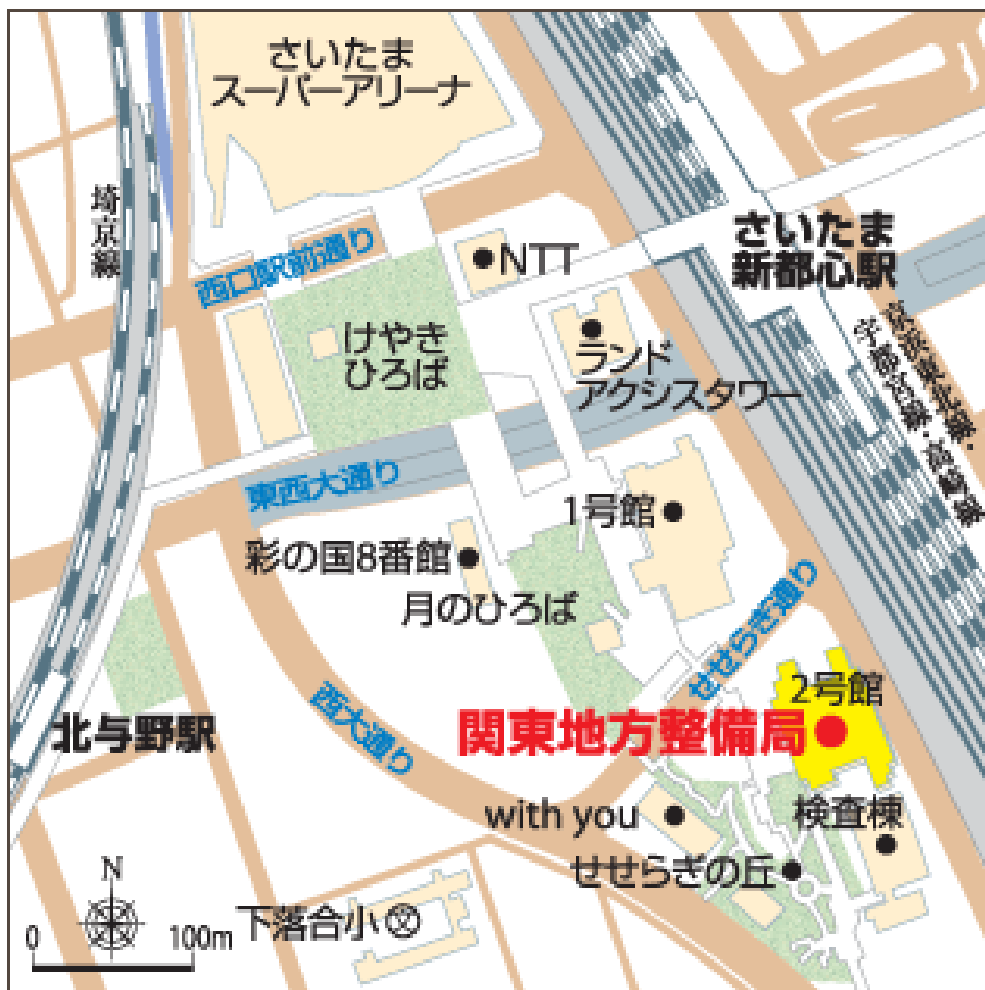 さいたま
スーパーアリーナ
埼京線
西口駅前通り
NTT
さいたま
新都心駅
けやき
ひろば
ランド
アクシスタワー
京浜東北線・
宇都宮線・高崎線
東西大通り
1号館
彩の国8番館
月のひろば
せせらぎ通り
2号館
西大通り
関東地方整備局
北与野駅
with you
検査棟
せせらぎの丘
N
下落合小 文
0 100m